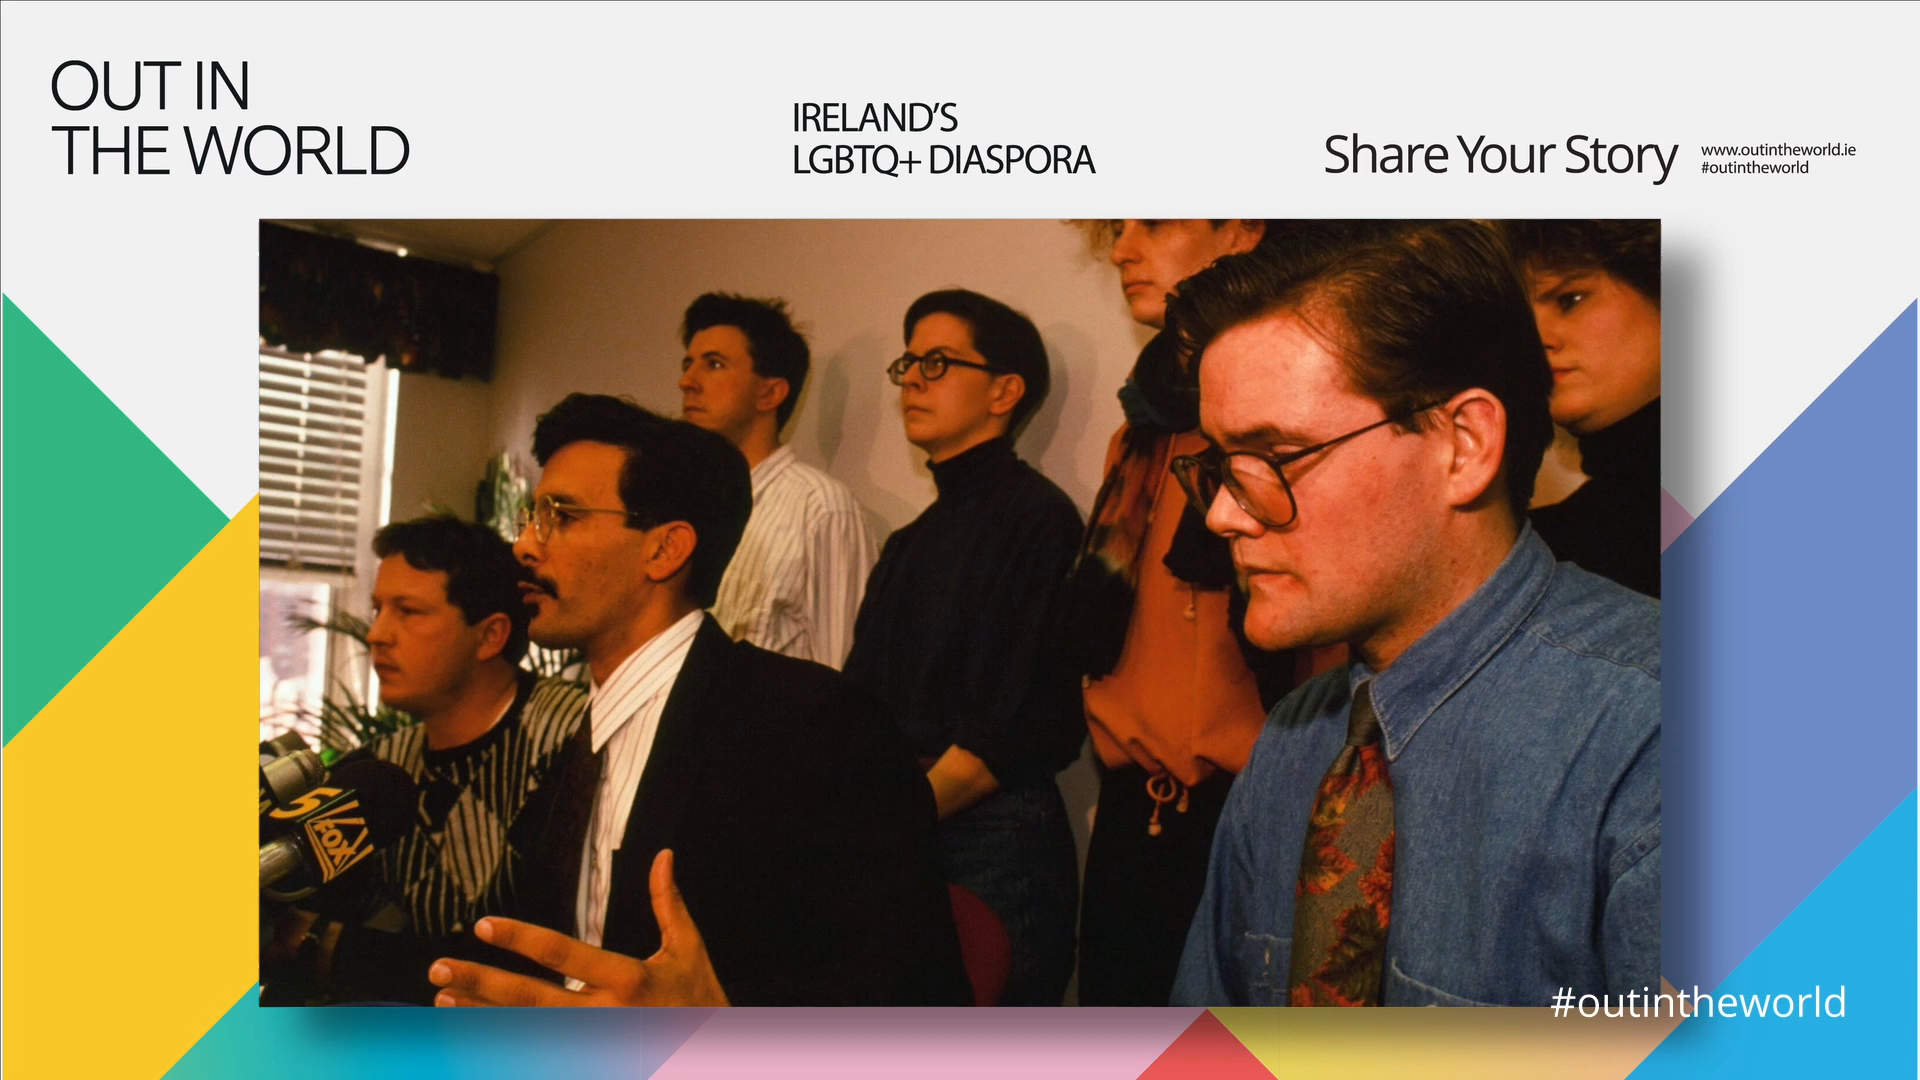 OUT IN
THE WORLD
IRELAND'S
LGBTQ+ DIASPORA
Share Your Story
www.outintheworld.ie
#outintheworld
5
FOX
#outintheworld